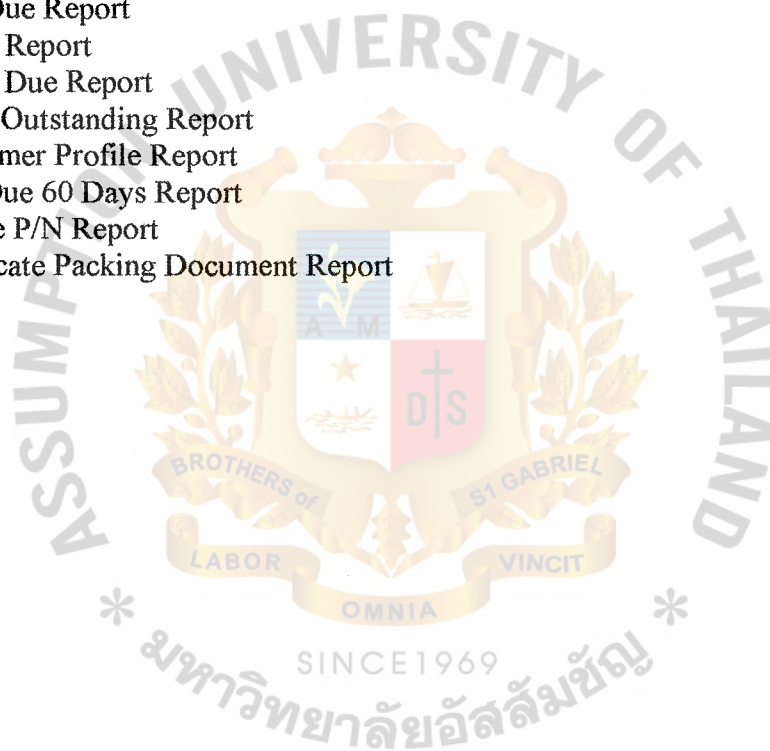 Due Report
Report
Due Report
Outstanding Report
mer Profile Report
Due 60 Days Report
e P/N Report
cate Packing Document Report
ASSUMPTION UNIVERSITY OF THAILAND
A M
D S
BROTHERS of ST GABRIEL
LABOR OMNIA VINCIT
SINCE1969
* มหาวิทยาลัยอัสสัมชัญ *